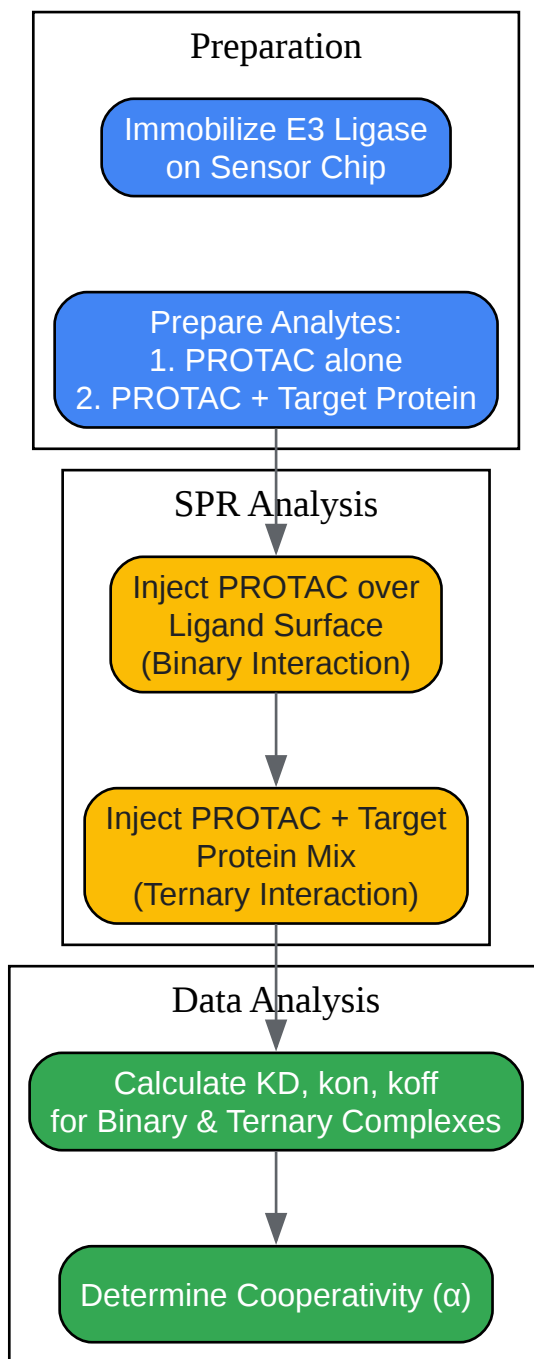 Preparation
Immobilize E3 Ligase
on Sensor Chip
Prepare Analytes:
1. PROTAC alone
2. PROTAC + Target Protein
SPR Analysis
Inject PROTAC over
Ligand Surface
(Binary Interaction)
Inject PROTAC + Target
Protein Mix
(Ternary Interaction)
Data Analysis
Calculate KD, kon, koff
for Binary & Ternary Complexes
Determine Cooperativity (α)